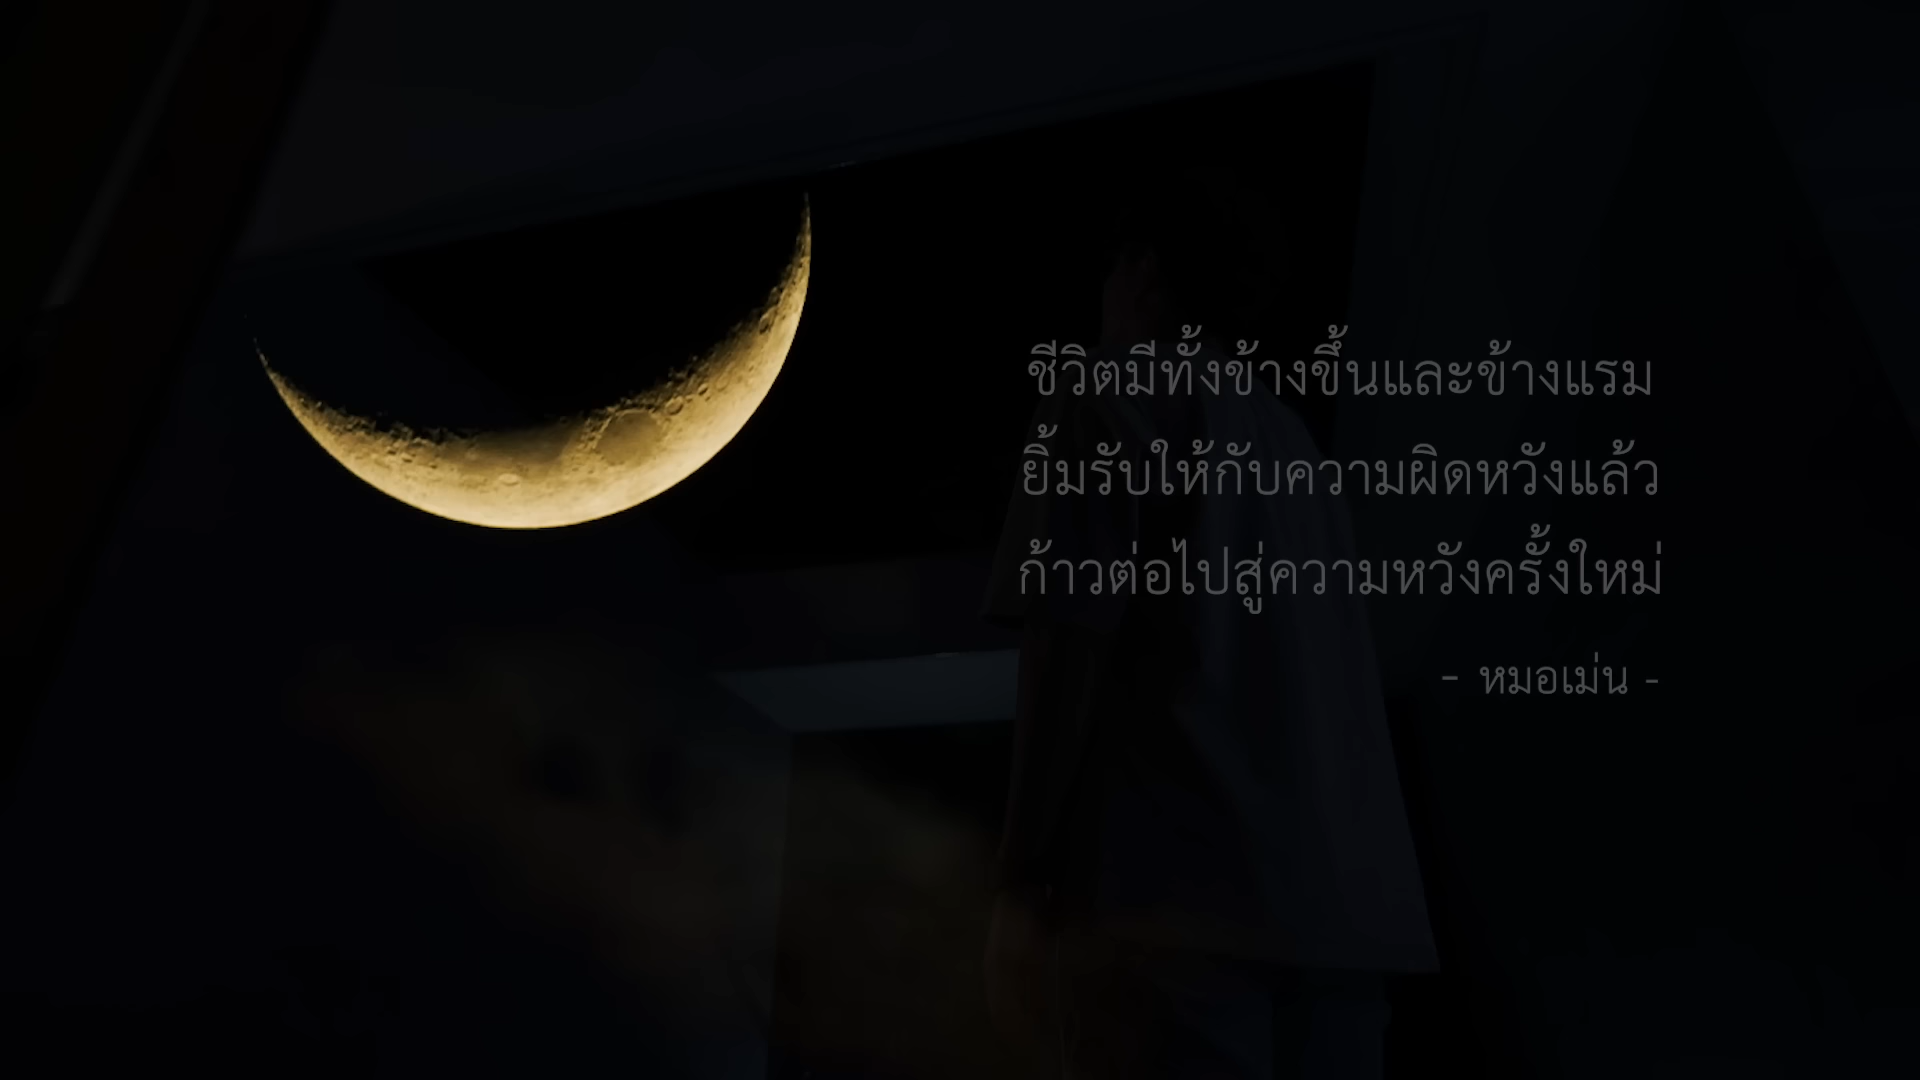 ชีวิตมีทั้งข้างขึ้นและข้างแรม
ยิ้มรับให้กับความผิดหวังแล้ว
ก้าวต่อไปสู่ความหวังครั้งใหม่
- หมอเม่น -